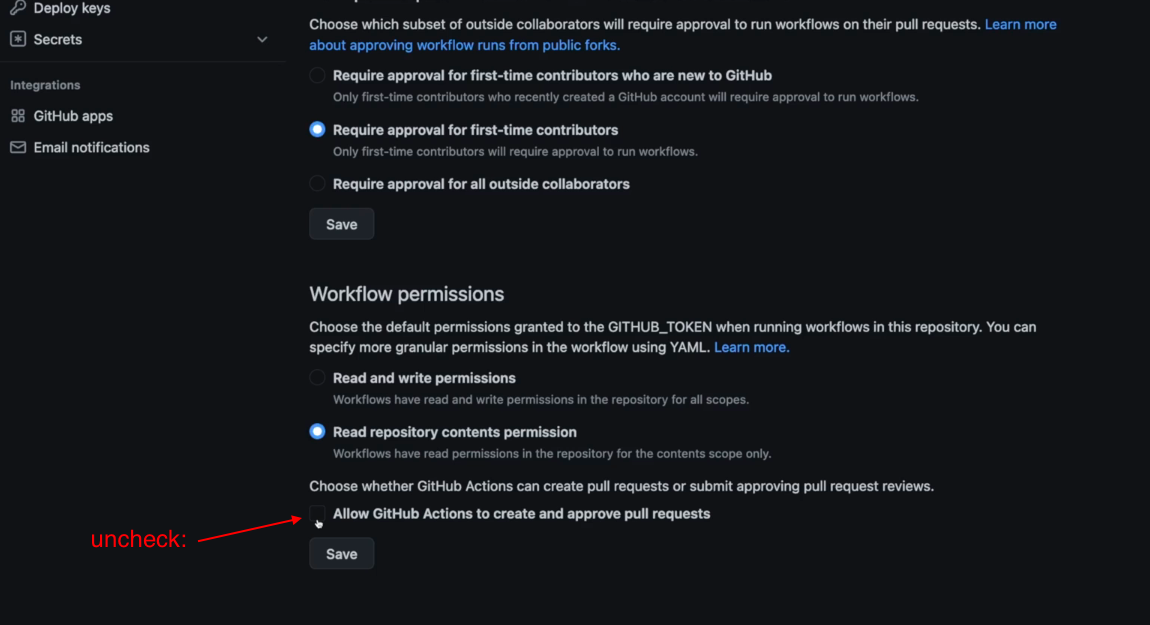 Deploy keys
Secrets
Integrations
GitHub apps
Email notifications
Choose which subset of outside collaborators will require approval to run workflows on their pull requests. Learn more
about approving workflow runs from public forks.
Require approval for first-time contributors who are new to GitHub
Only first-time contributors who recently created a GitHub account will require approval to run workflows.
Require approval for first-time contributors
Only first-time contributors will require approval to run workflows.
Require approval for all outside collaborators
Save
Workflow permissions
Choose the default permissions granted to the GITHUB_TOKEN when running workflows in this repository. You can
specify more granular permissions in the workflow using YAML. Learn more.
Read and write permissions
Workflows have read and write permissions in the repository for all scopes.
Read repository contents permission
Workflows have read permissions in the repository for the contents scope only.
Choose whether GitHub Actions can create pull requests or submit approving pull request reviews.
Allow GitHub Actions to create and approve pull requests
uncheck:
Save